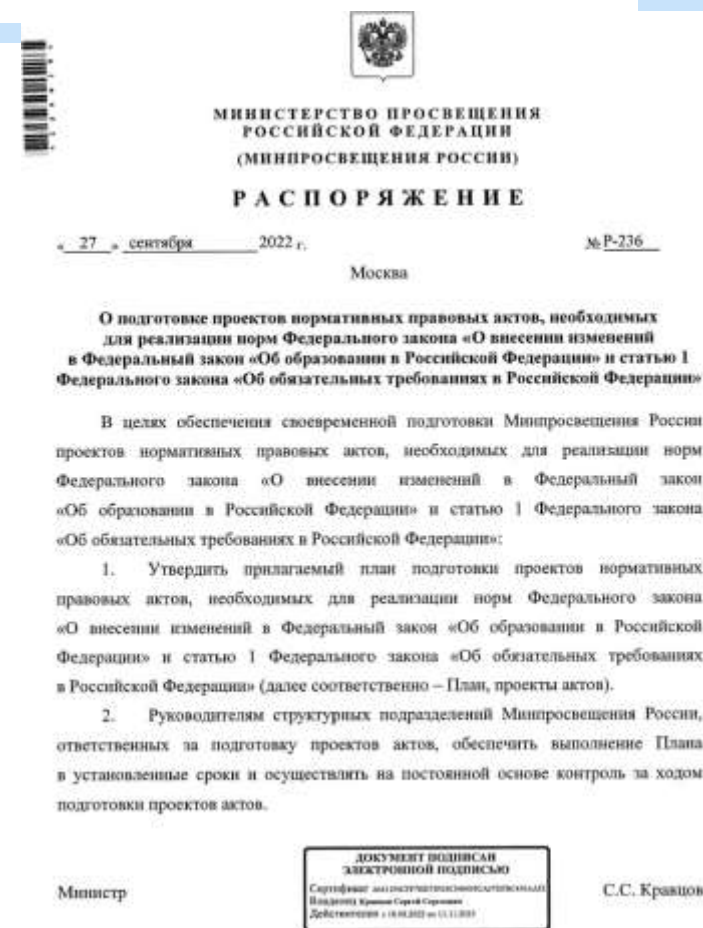 МИНИСТЕРСТВО ПРОСВЕЩЕНИЯ
РОССИЙСКОЙ ФЕДЕРАЦИИ
(МИНПРОСВЕЩЕНИЯ РОССИИ)
РАСПОРЯЖЕНИЕ
« 27 » сентября 2022 г. № Р-236
Москва
О подготовке проектов нормативных правовых актов, необходимых
для реализации норм Федерального закона «О внесении изменений
в Федеральный закон «Об образовании в Российской Федерации» и статью 1
Федерального закона «Об обязательных требованиях в Российской Федерации»
В целях обеспечения своевременной подготовки Минпросвещения России
проектов нормативных правовых актов, необходимых для реализации норм
Федерального закона «О внесении изменений в Федеральный закон
«Об образовании в Российской Федерации» и статью 1 Федерального закона
«Об обязательных требованиях в Российской Федерации»:
1. Утвердить прилагаемый план подготовки проектов нормативных
правовых актов, необходимых для реализации норм Федерального закона
«О внесении изменений в Федеральный закон «Об образовании в Российской
Федерации» и статью 1 Федерального закона «Об обязательных требованиях
в Российской Федерации» (далее соответственно – План, проекты актов).
2. Руководителям структурных подразделений Минпросвещения России,
ответственных за подготовку проектов актов, обеспечить выполнение Плана
в установленные сроки и осуществлять на постоянной основе контроль за ходом
подготовки проектов актов.
ДОКУМЕНТ ПОДПИСАН
ЭЛЕКТРОННОЙ ПОДПИСЬЮ
Сертификат
Владелец Кравцов Сергей Сергеевич
Действителен
Министр С.С. Кравцов